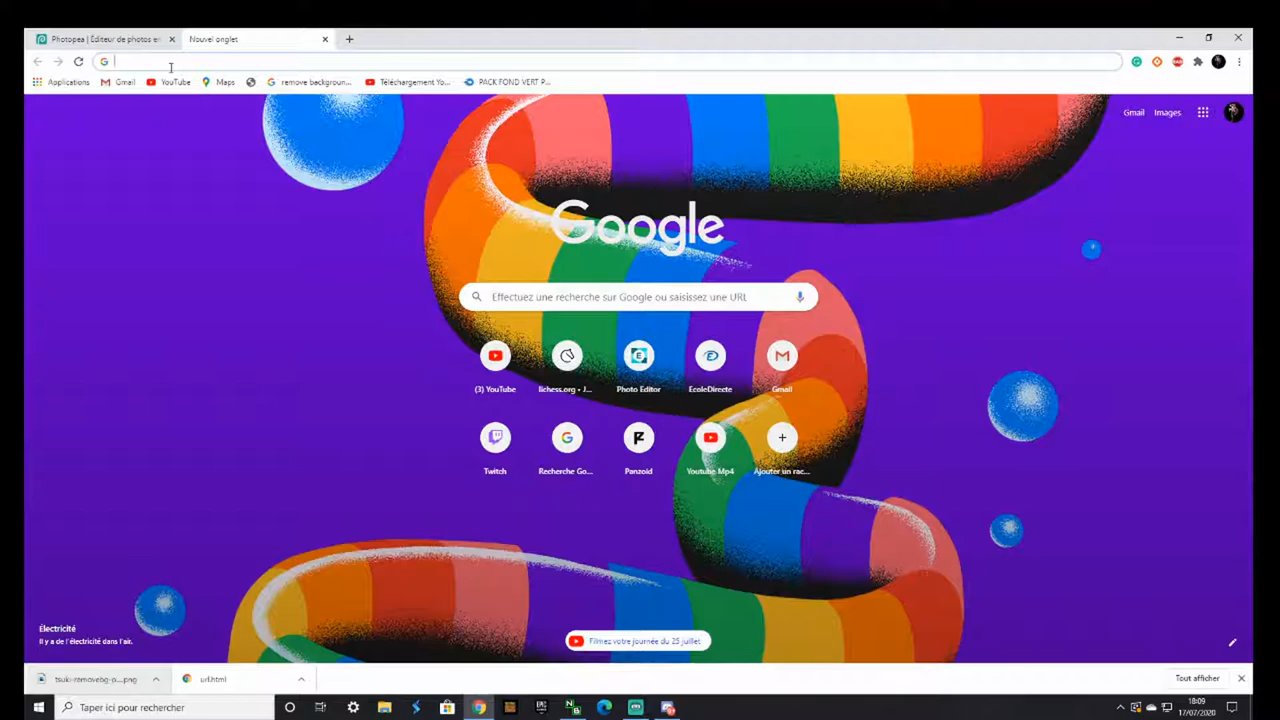 Photopea | Éditeur de photos en
Nouvel onglet
Applications
Gmail
YouTube
Maps
remove backgroun...
Téléchargement Yo...
PACK FOND VERT P...
Gmail
Images
Google
Effectuez une recherche sur Google ou saisissez une URL
(3) YouTube
lichess.org • J...
Photo Editor
EcoleDirecte
Gmail
Twitch
Recherche Go...
Panzoid
Youtube Mp4
Ajouter un rac...
Électricité
Il y a de l'électricité dans l'air.
Filmez votre journée du 25 juillet
tsuki-removebg-p....png
url.html
Tout afficher
Taper ici pour rechercher
18:09
17/07/2020